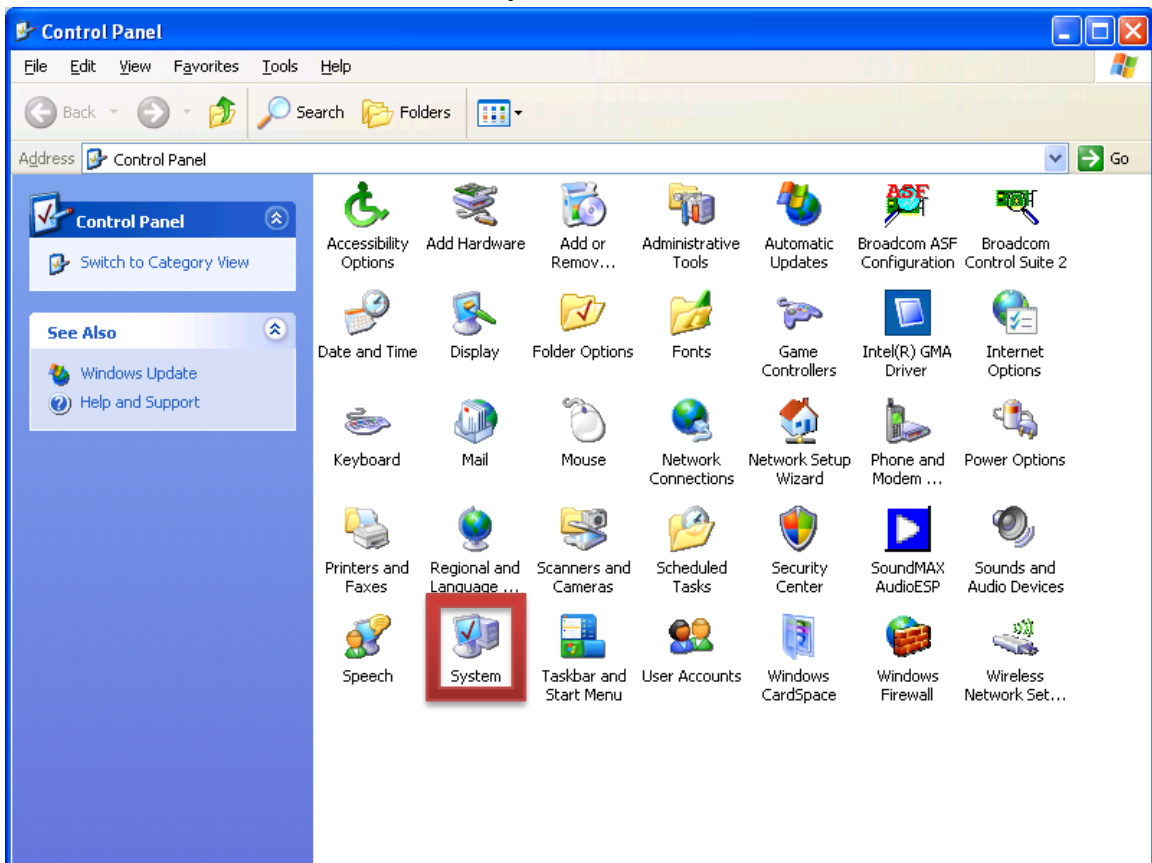 Control Panel
File Edit View Favorites Tools Help
Back Search Folders
Address Control Panel Go
Control Panel
Switch to Category View
See Also
Windows Update
Help and Support
Accessibility Options
Add Hardware
Add or Remov...
Administrative Tools
Automatic Updates
ASF
Broadcom ASF Configuration
Broadcom Control Suite 2
Date and Time
Display
Folder Options
Fonts
Game Controllers
Intel(R) GMA Driver
Internet Options
Keyboard
Mail
Mouse
Network Connections
Network Setup Wizard
Phone and Modem ...
Power Options
Printers and Faxes
Regional and Language ...
Scanners and Cameras
Scheduled Tasks
Security Center
SoundMAX AudioESP
Sounds and Audio Devices
Speech
System
Taskbar and Start Menu
User Accounts
Windows CardSpace
Windows Firewall
Wireless Network Set...